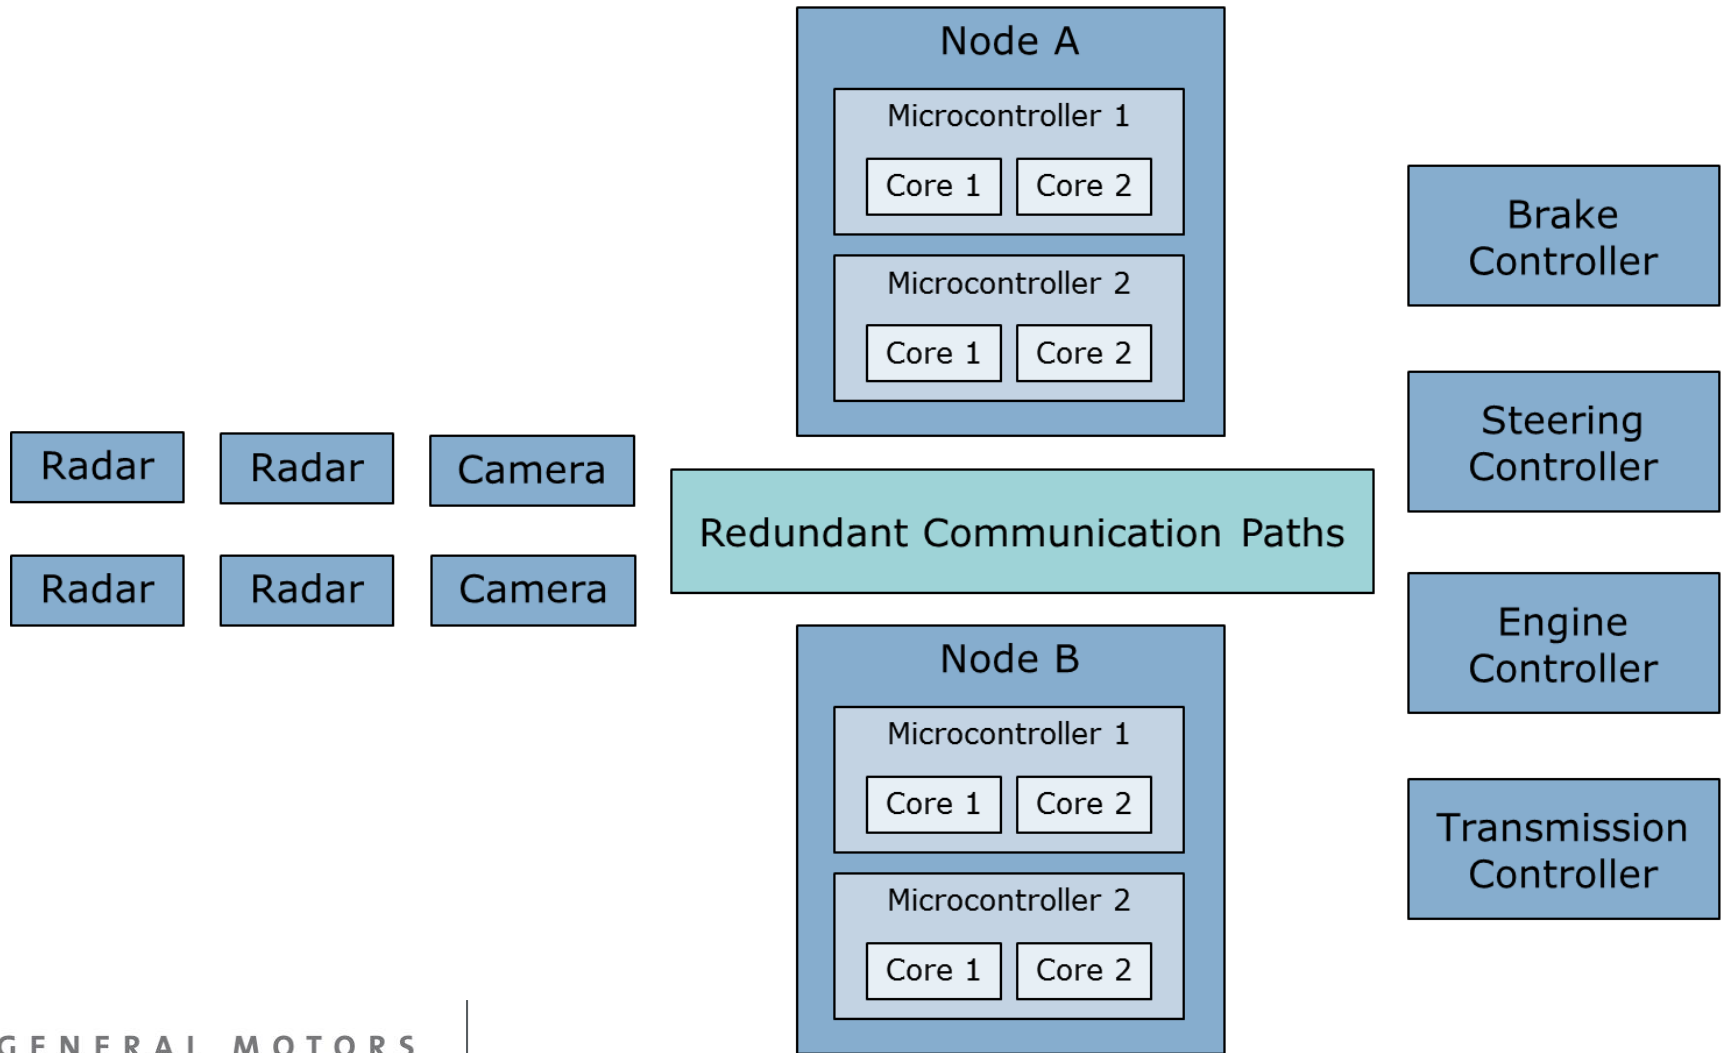 Node A
Microcontroller 1
Core 1 Core 2
Microcontroller 2
Core 1 Core 2
Radar Radar Camera
Radar Radar Camera
Redundant Communication Paths
Node B
Microcontroller 1
Core 1 Core 2
Microcontroller 2
Core 1 Core 2
Brake
Controller
Steering
Controller
Engine
Controller
Transmission
Controller
GENERAL MOTORS